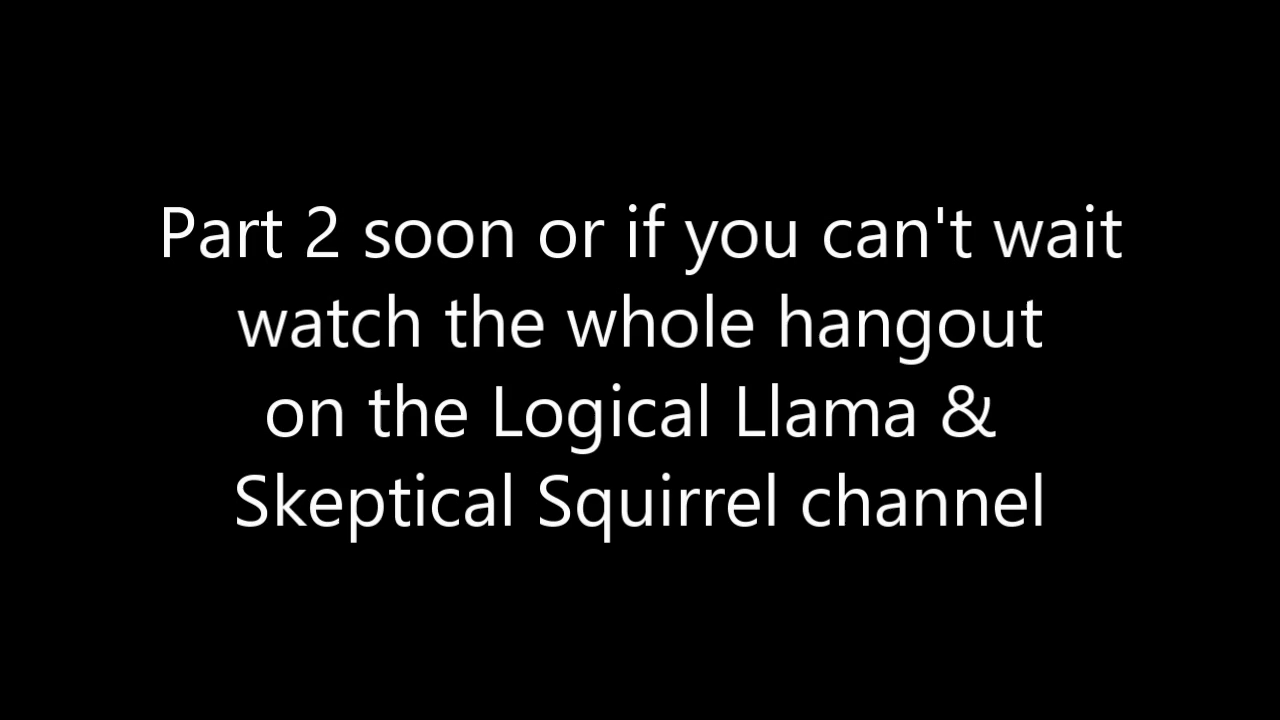 Part 2 soon or if you can't wait
watch the whole hangout
on the Logical Llama &
Skeptical Squirrel channel